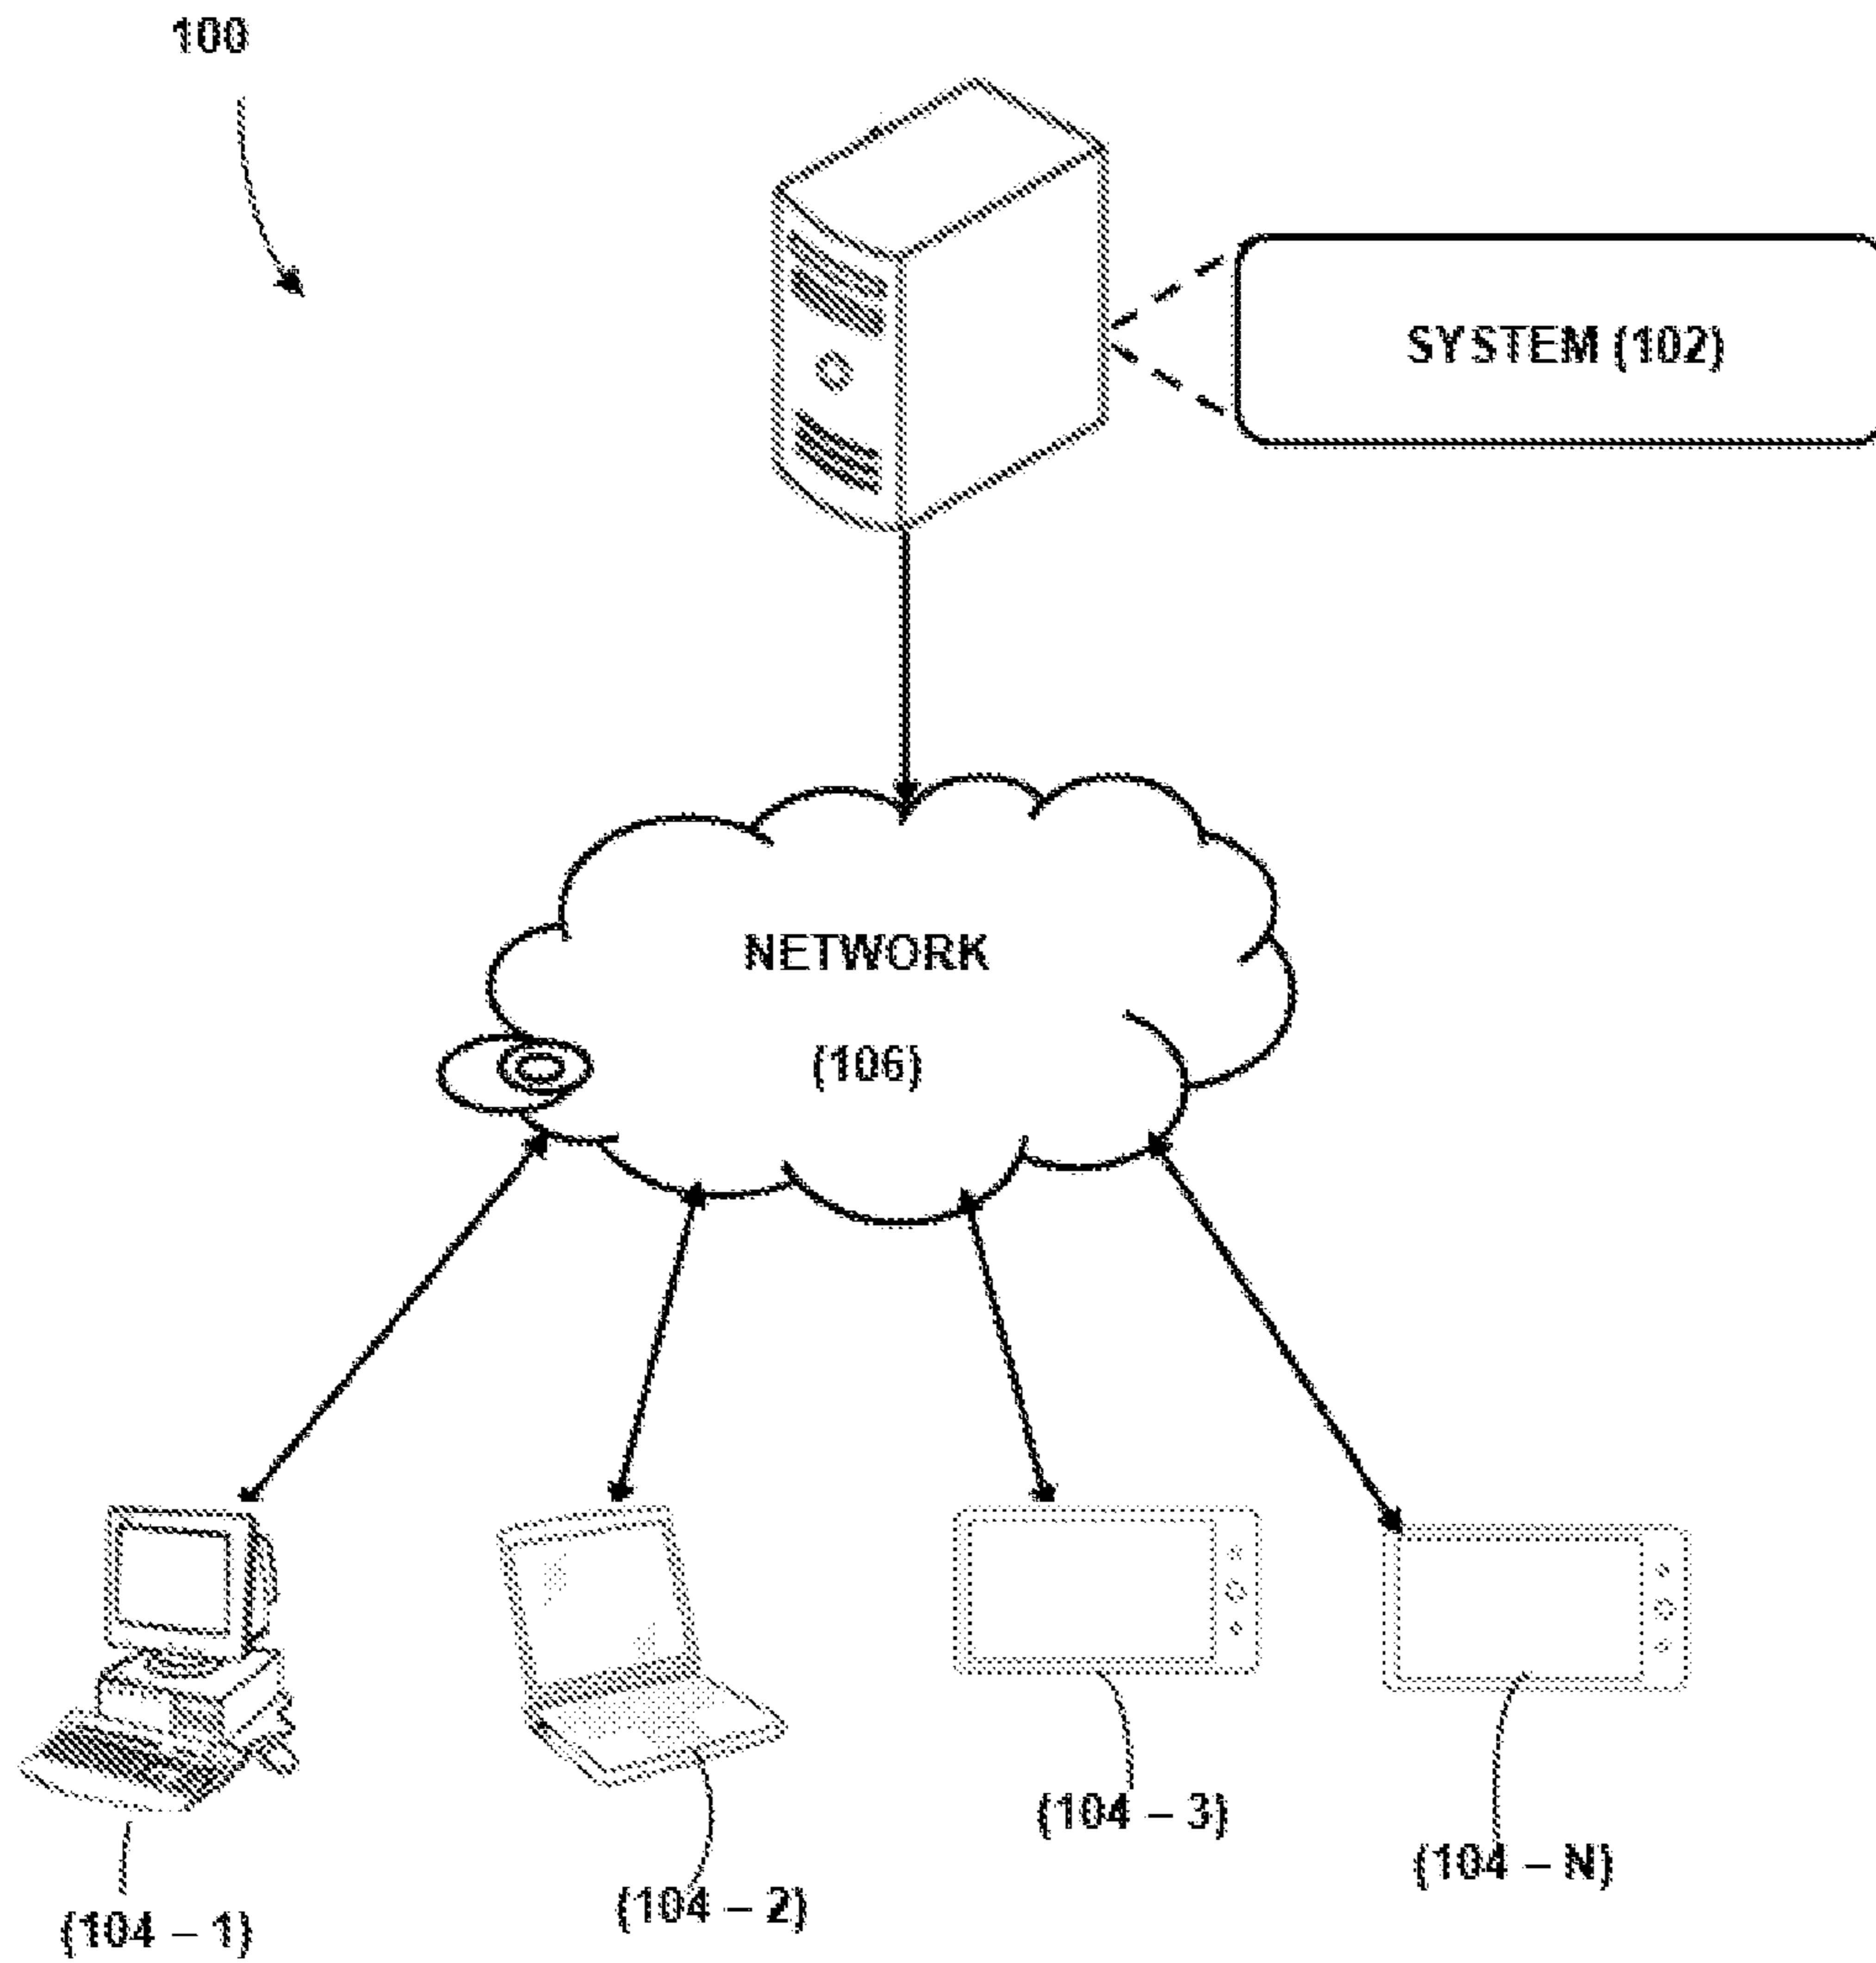 100
SYSTEM (102)
NETWORK
(106)
(104 – 1)
(104 – 2)
(104 – 3)
(104 – N)